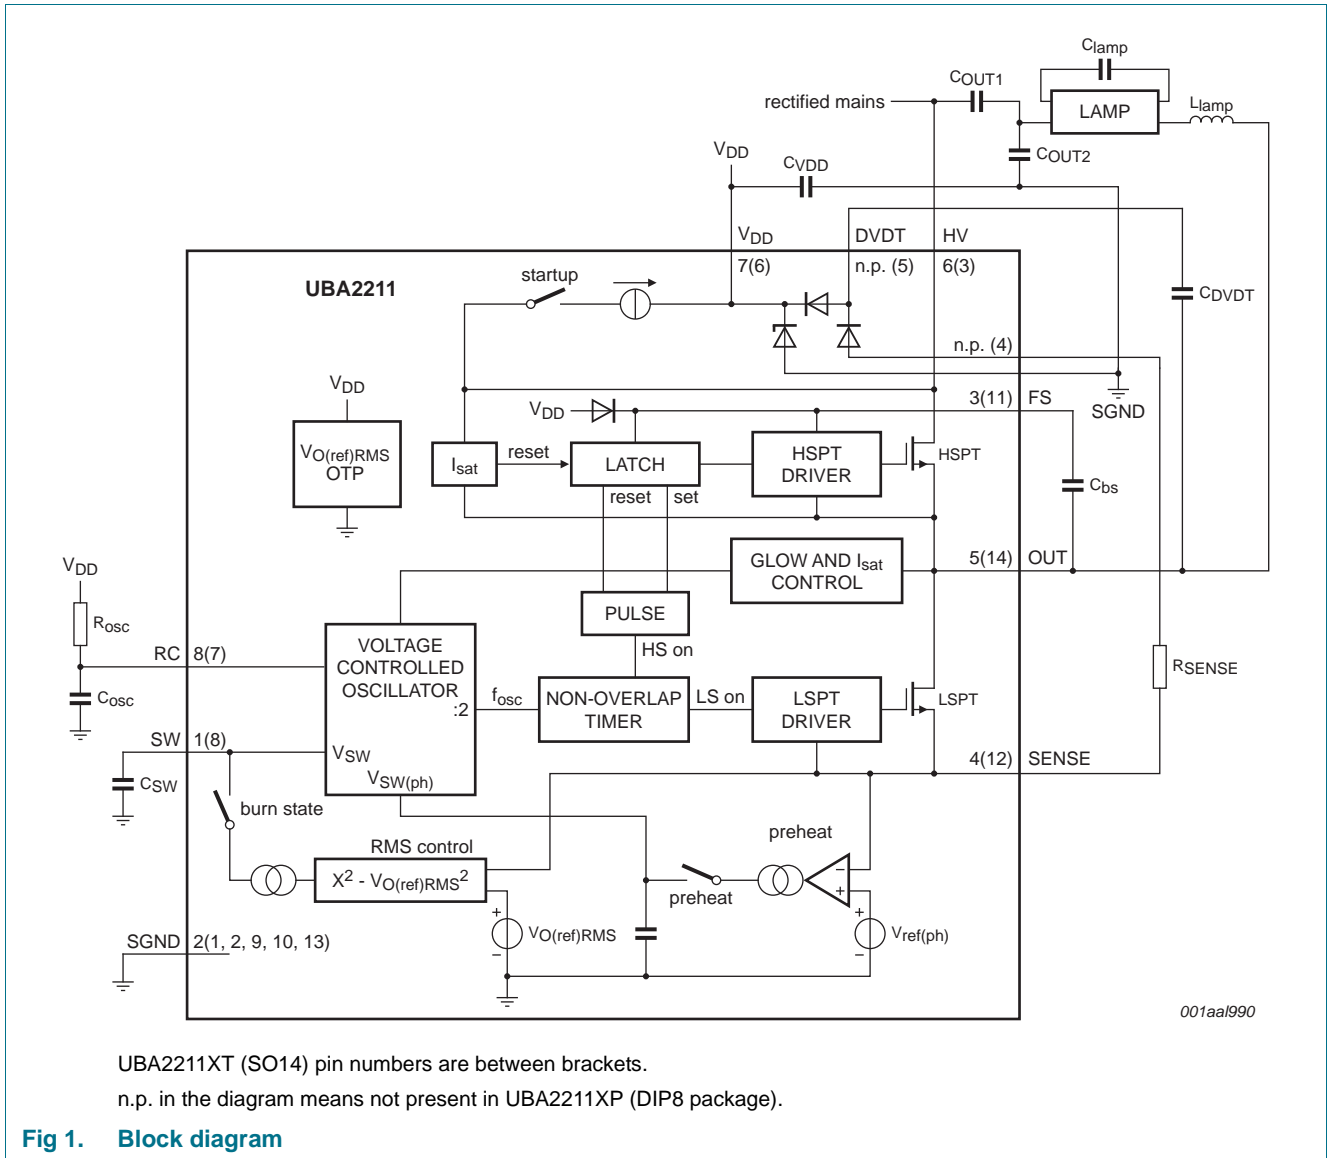 Clamp
COUT1
rectified mains
LAMP
Llamp
VDD
CVDD
COUT2
VDD
DVDT
HV
7(6)
n.p. (5)
6(3)
UBA2211
startup
CDVDT
n.p. (4)
VDD
VDD
3(11)
FS
SGND
VO(ref)RMS
OTP
Isat
reset
LATCH
HSPT
DRIVER
HSPT
reset
set
Cbs
VDD
GLOW AND Isat
CONTROL
5(14)
OUT
Rosc
PULSE
RC
8(7)
VOLTAGE
CONTROLLED
OSCILLATOR
:2
HS on
RSENSE
Cosc
fosc
NON-OVERLAP
TIMER
LS on
LSPT
DRIVER
LSPT
SW
1(8)
VSW
4(12)
SENSE
CSW
VSW(ph)
burn state
preheat
RMS control
X2 - VO(ref)RMS2
preheat
−
+
+
VO(ref)RMS
−
+
Vref(ph)
−
SGND
2(1, 2, 9, 10, 13)
001aal990
UBA2211XT (SO14) pin numbers are between brackets.
n.p. in the diagram means not present in UBA2211XP (DIP8 package).
Fig 1. Block diagram